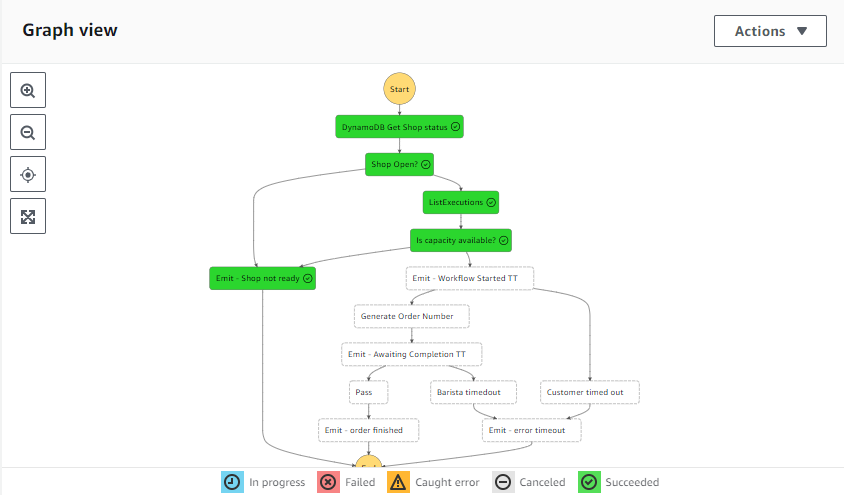 Graph view
Actions
Start
DynamoDB Get Shop status
Shop Open?
ListExecutions
Is capacity available?
Emit - Shop not ready
Emit - Workflow Started TT
Generate Order Number
Emit - Awaiting Completion TT
Pass
Barista timedout
Customer timed out
Emit - order finished
Emit - error timeout
In progress
Failed
Caught error
Canceled
Succeeded